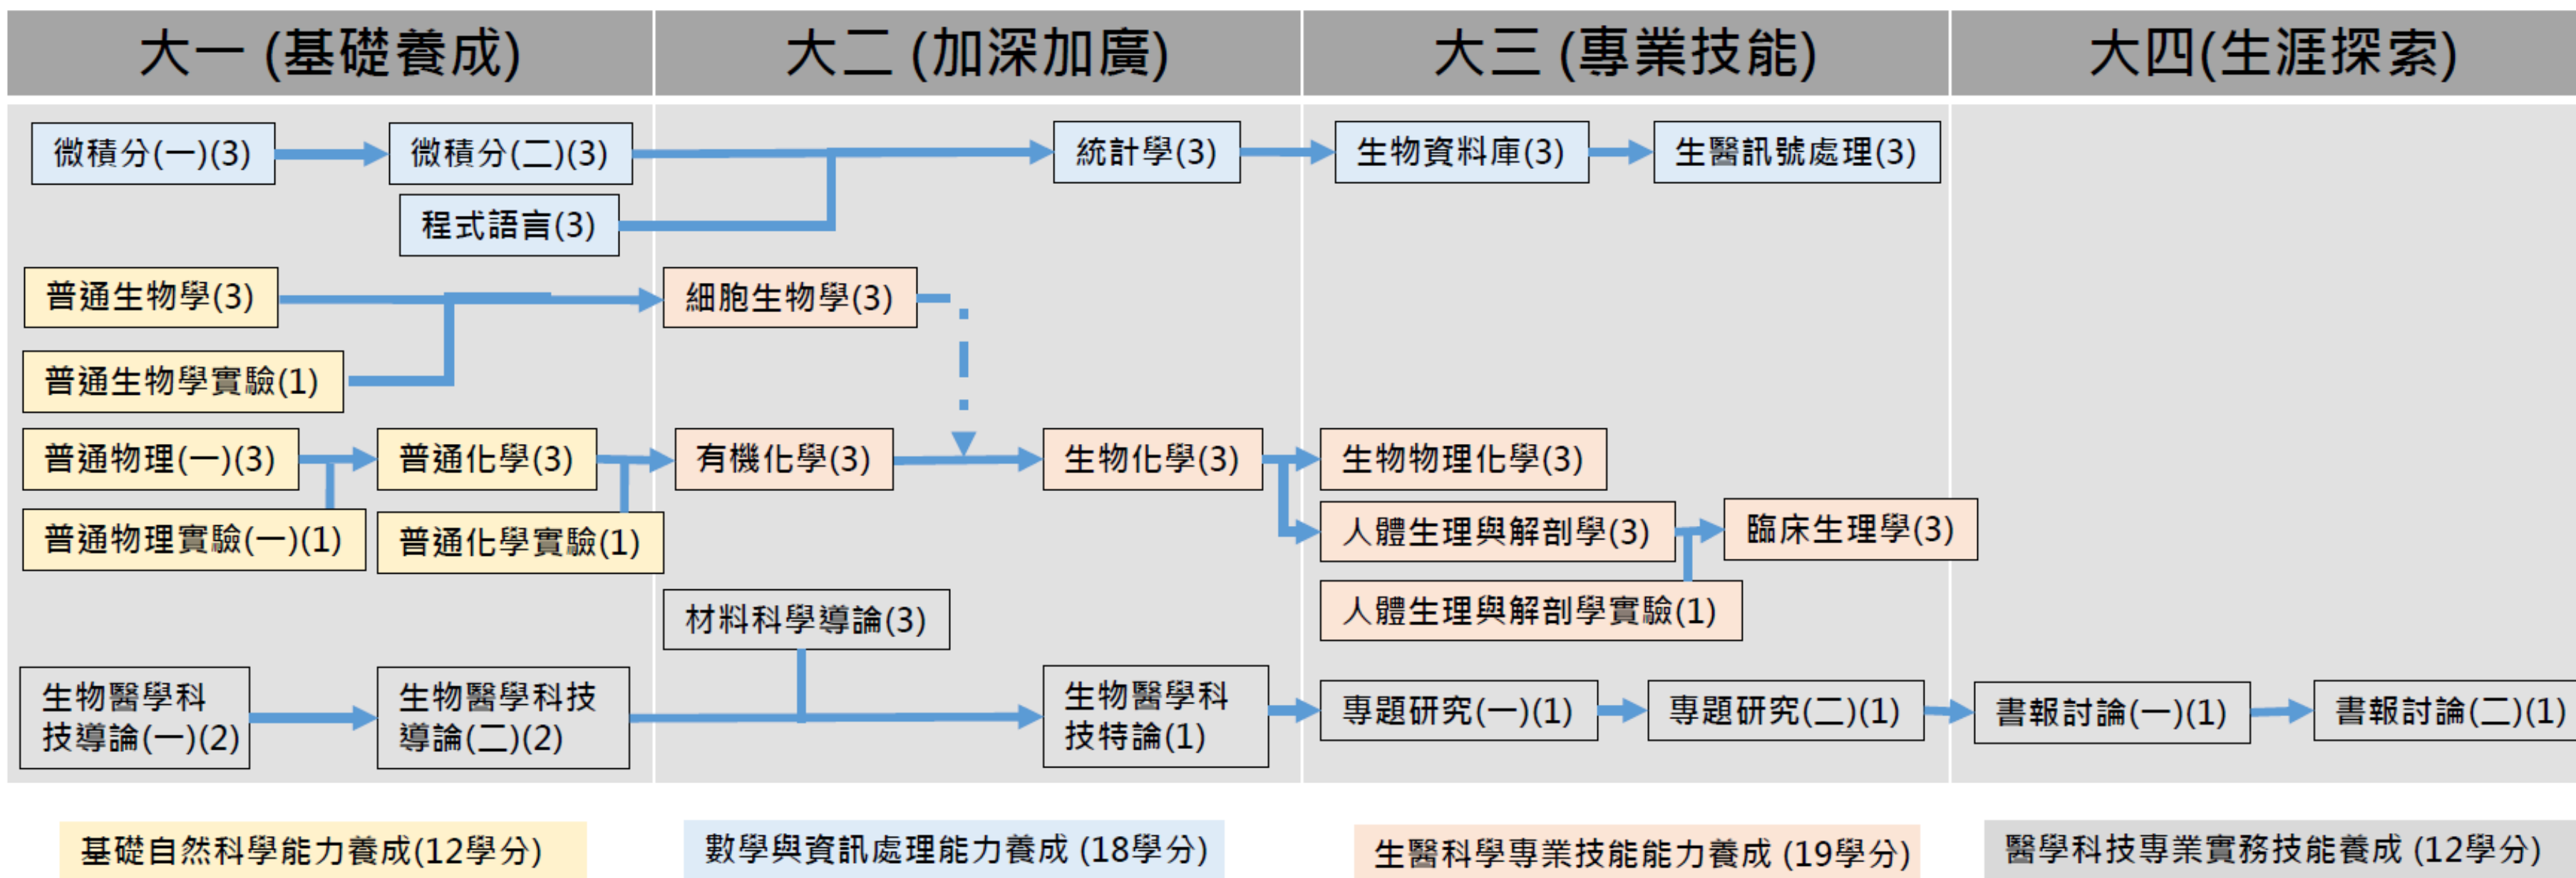 大一 (基礎養成)
大二 (加深加廣)
大三 (專業技能)
大四(生涯探索)
微積分(一)(3)
微積分(二)(3)
統計學(3)
生物資料庫(3)
生醫訊號處理(3)
程式語言(3)
普通生物學(3)
細胞生物學(3)
普通生物學實驗(1)
普通物理(一)(3)
普通化學(3)
有機化學(3)
生物化學(3)
生物物理化學(3)
普通物理實驗(一)(1)
普通化學實驗(1)
人體生理與解剖學(3)
臨床生理學(3)
材料科學導論(3)
人體生理與解剖學實驗(1)
生物醫學科
技導論(一)(2)
生物醫學科技
導論(二)(2)
生物醫學科
技特論(1)
專題研究(一)(1)
專題研究(二)(1)
書報討論(一)(1)
書報討論(二)(1)
基礎自然科學能力養成(12學分)
數學與資訊處理能力養成 (18學分)
生醫科學專業技能能力養成 (19學分)
醫學科技專業實務技能養成 (12學分)